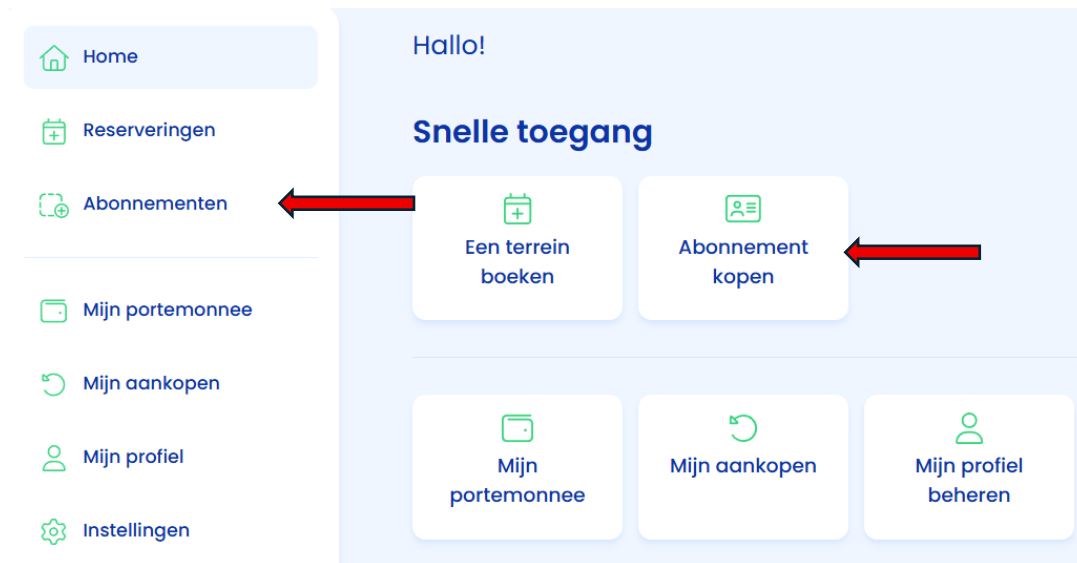 Home
Reserveringen
Abonnementen
Mijn portemonnee
Mijn aankopen
Mijn profiel
Instellingen
Hallo!
Snelle toegang
Een terrein
boeken
Abonnement
kopen
Mijn
portemonnee
Mijn aankopen
Mijn profiel
beheren